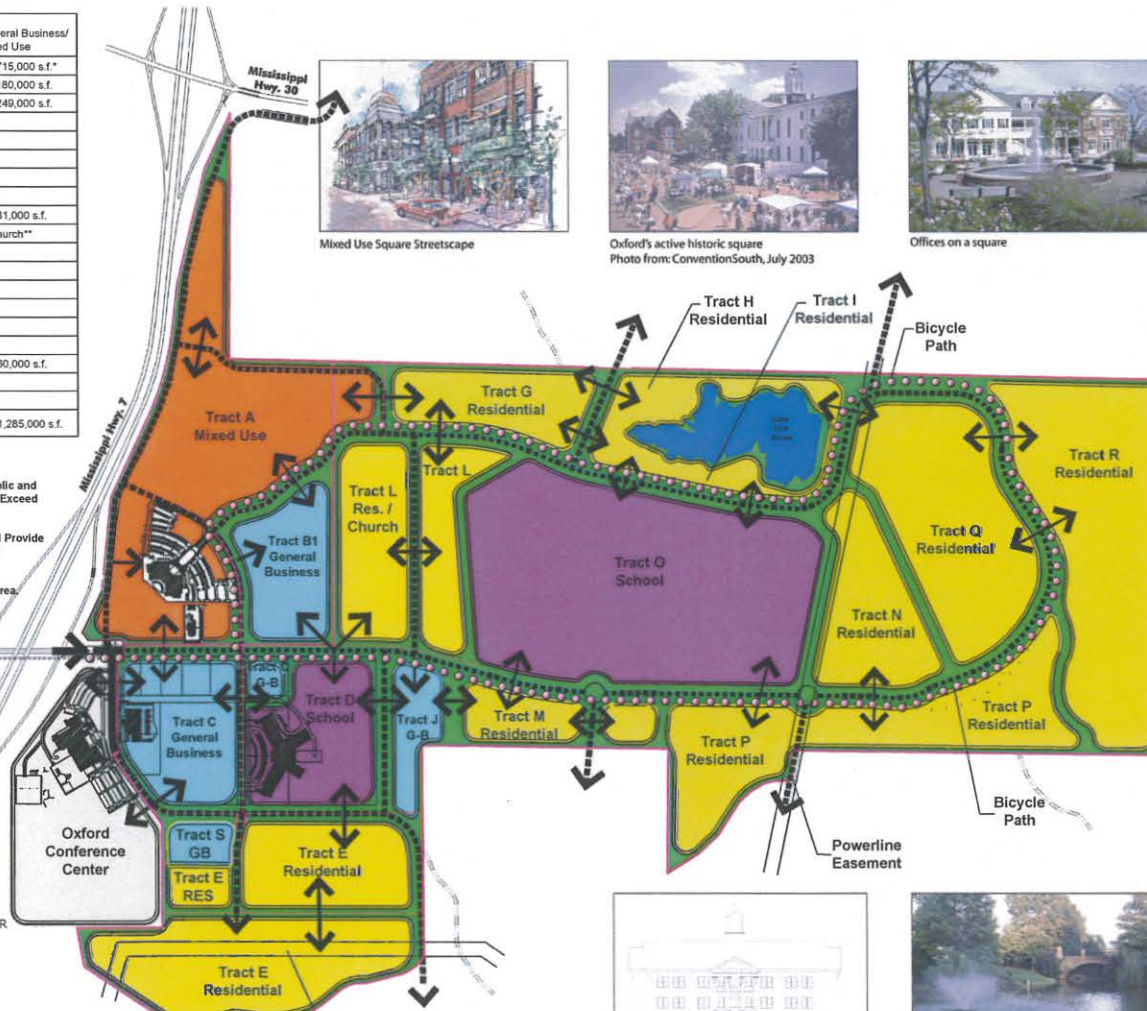 eral Business/
ed Use
715,000 s.f.*
180,000 s.f.
249,000 s.f.
urch**
60,000 s.f.
1,285,000 s.f.
lic and
Exceed
Provide
rea.
Mississippi
Hwy. 30
Mixed Use Square Streetscape
Oxford's active historic square
Photo from: ConventionSouth, July 2003
Offices on a square
Mississippi Hwy. 7
Tract H
Residential
Tract I
Residential
Bicycle
Path
Tract G
Residential
Tract A
Mixed Use
Tract L
Tract L
Res. /
Church
Tract R
Residential
Tract B1
General
Business
Tract O
School
Tract Q
Residential
Tract N
Residential
G-B
Tract D
School
Tract C
General
Business
Tract J
G-B
Tract M
Residential
Tract P
Residential
Tract P
Residential
Bicycle
Path
Powerline
Easement
Oxford
Conference
Center
Tract S
GB
Tract E
RES
Tract E
Residential
R
Tract E
Residential